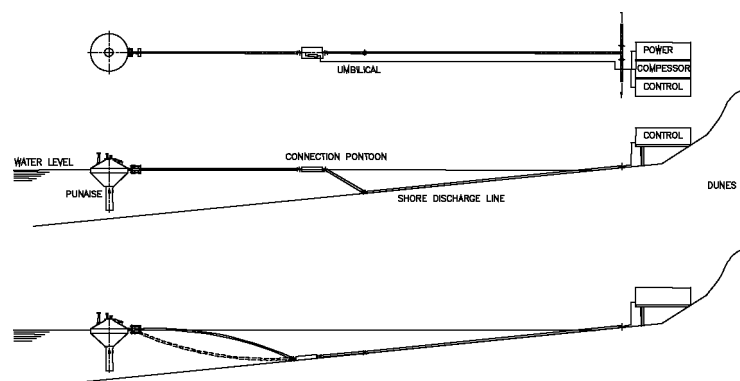 POWER
UMBILICAL
COMPESSOR
CONTROL
CONTROL
WATER LEVEL
CONNECTION PONTOON
PUNAISE
SHORE DISCHARGE LINE
DUNES